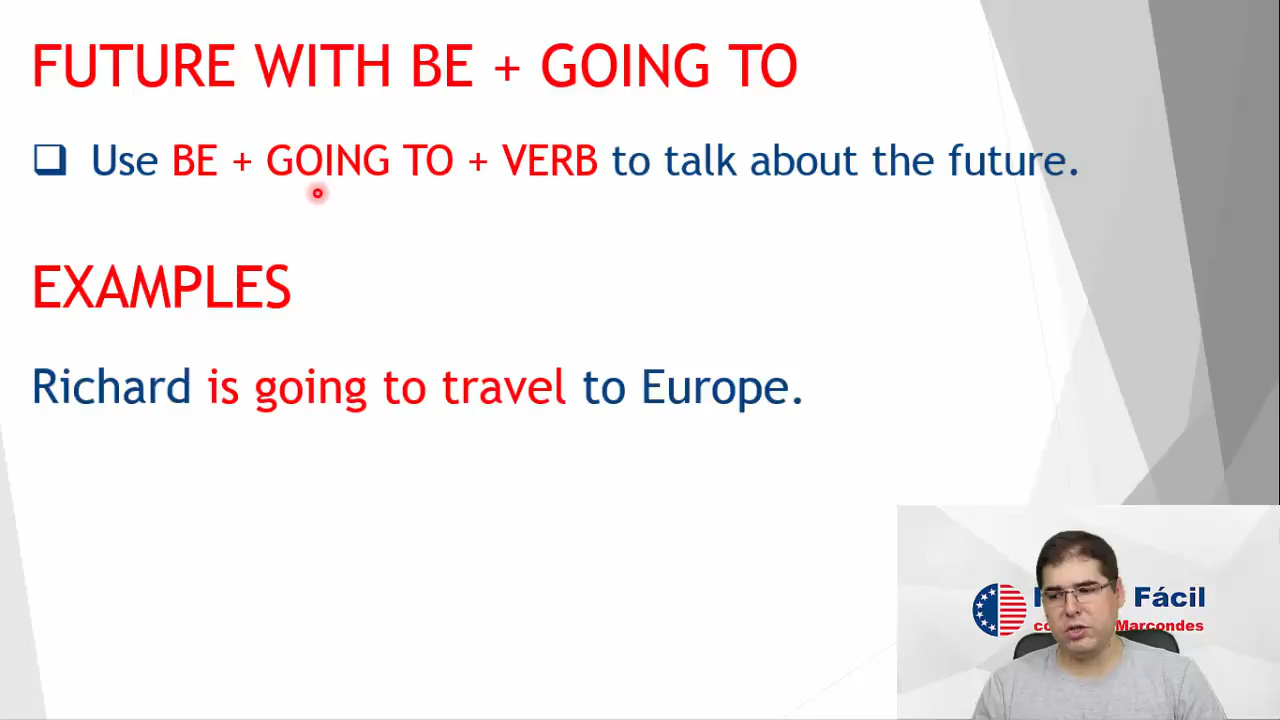 FUTURE WITH BE + GOING TO
Use BE + GOING TO + VERB to talk about the future.
EXAMPLES
Richard is going to travel to Europe.
Fácil
Marcondes